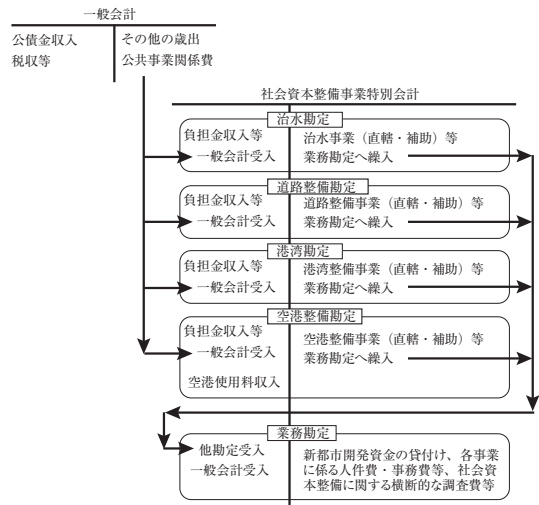 一般会計
公債金収入
税収等
その他の歳出
公共事業関係費
社会資本整備事業特別会計
治水勘定
負担金収入等
一般会計受入
治水事業（直轄・補助）等
業務勘定へ繰入
道路整備勘定
負担金収入等
一般会計受入
道路整備事業（直轄・補助）等
業務勘定へ繰入
港湾勘定
負担金収入等
一般会計受入
港湾整備事業（直轄・補助）等
業務勘定へ繰入
空港整備勘定
負担金収入等
一般会計受入
空港使用料収入
空港整備事業（直轄・補助）等
業務勘定へ繰入
業務勘定
他勘定受入
一般会計受入
新都市開発資金の貸付け、各事業
に係る人件費・事務費等、社会資
本整備に関する横断的な調査費等